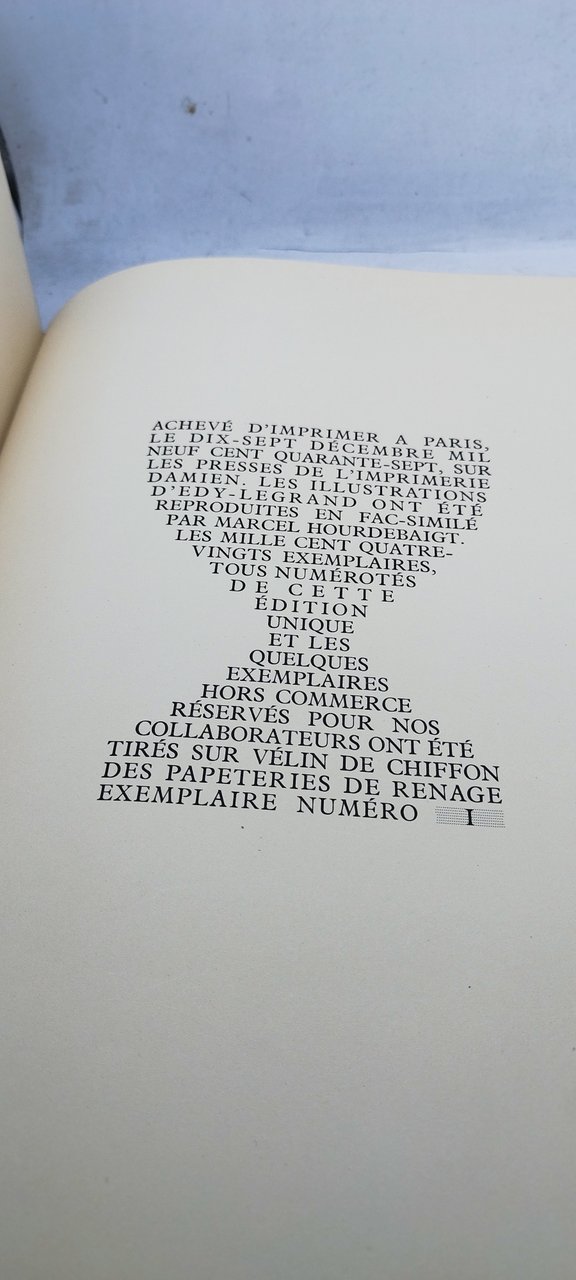 ACHEVÉ D'IMPRIMER A PARIS,
LE DIX-SEPT DÉCEMBRE MIL
NEUF CENT QUARANTE-SEPT, SUR
LES PRESSES DE L'IMPRIMERIE
DAMIEN. LES ILLUSTRATIONS
D'EDY-LEGRAND ONT ÉTÉ
REPRODUITES EN FAC-SIMILÉ
PAR MARCEL HOURDEBAIGT.
LES MILLE CENT QUATRE-
VINGTS EXEMPLAIRES,
TOUS NUMÉROTÉS
DE CETTE
ÉDITION
UNIQUE
ET LES
QUELQUES
EXEMPLAIRES
HORS COMMERCE
RÉSERVÉS POUR NOS
COLLABORATEURS ONT ÉTÉ
TIRÉS SUR VÉLIN DE CHIFFON
DES PAPETERIES DE RENAGE
EXEMPLAIRE NUMÉRO I